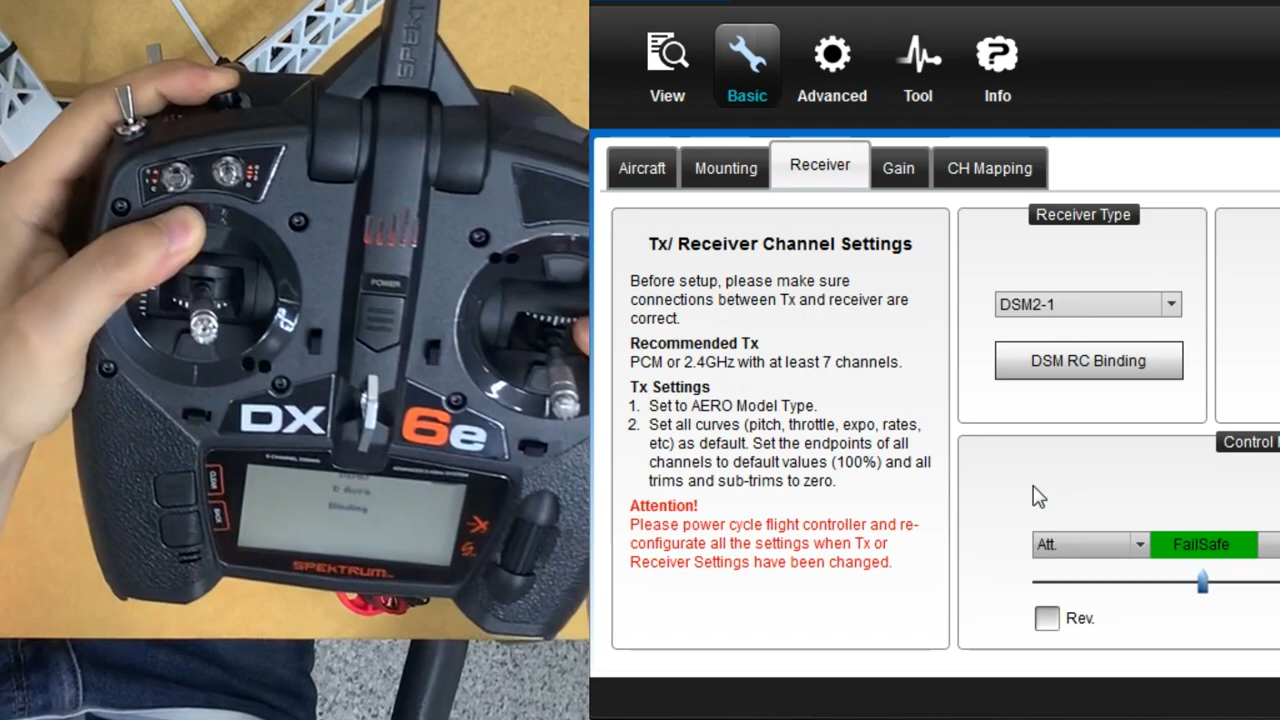 SPEKT
POWER
DX
6e
CLEAR
BACK
Binding
SPEKTRUM
View
Basic
Advanced
Tool
Info
Aircraft
Mounting
Receiver
Gain
CH Mapping
Tx/ Receiver Channel Settings
Before setup, please make sure
connections between Tx and receiver are
correct.
Recommended Tx
PCM or 2.4GHz with at least 7 channels.
Tx Settings
1. Set to AERO Model Type.
2. Set all curves (pitch, throttle, expo, rates,
etc) as default. Set the endpoints of all
channels to default values (100%) and all
trims and sub-trims to zero.
Attention!
Please power cycle flight controller and re-
configurate all the settings when Tx or
Receiver Settings have been changed.
Receiver Type
DSM2-1
DSM RC Binding
Control
Att.
FailSafe
Rev.